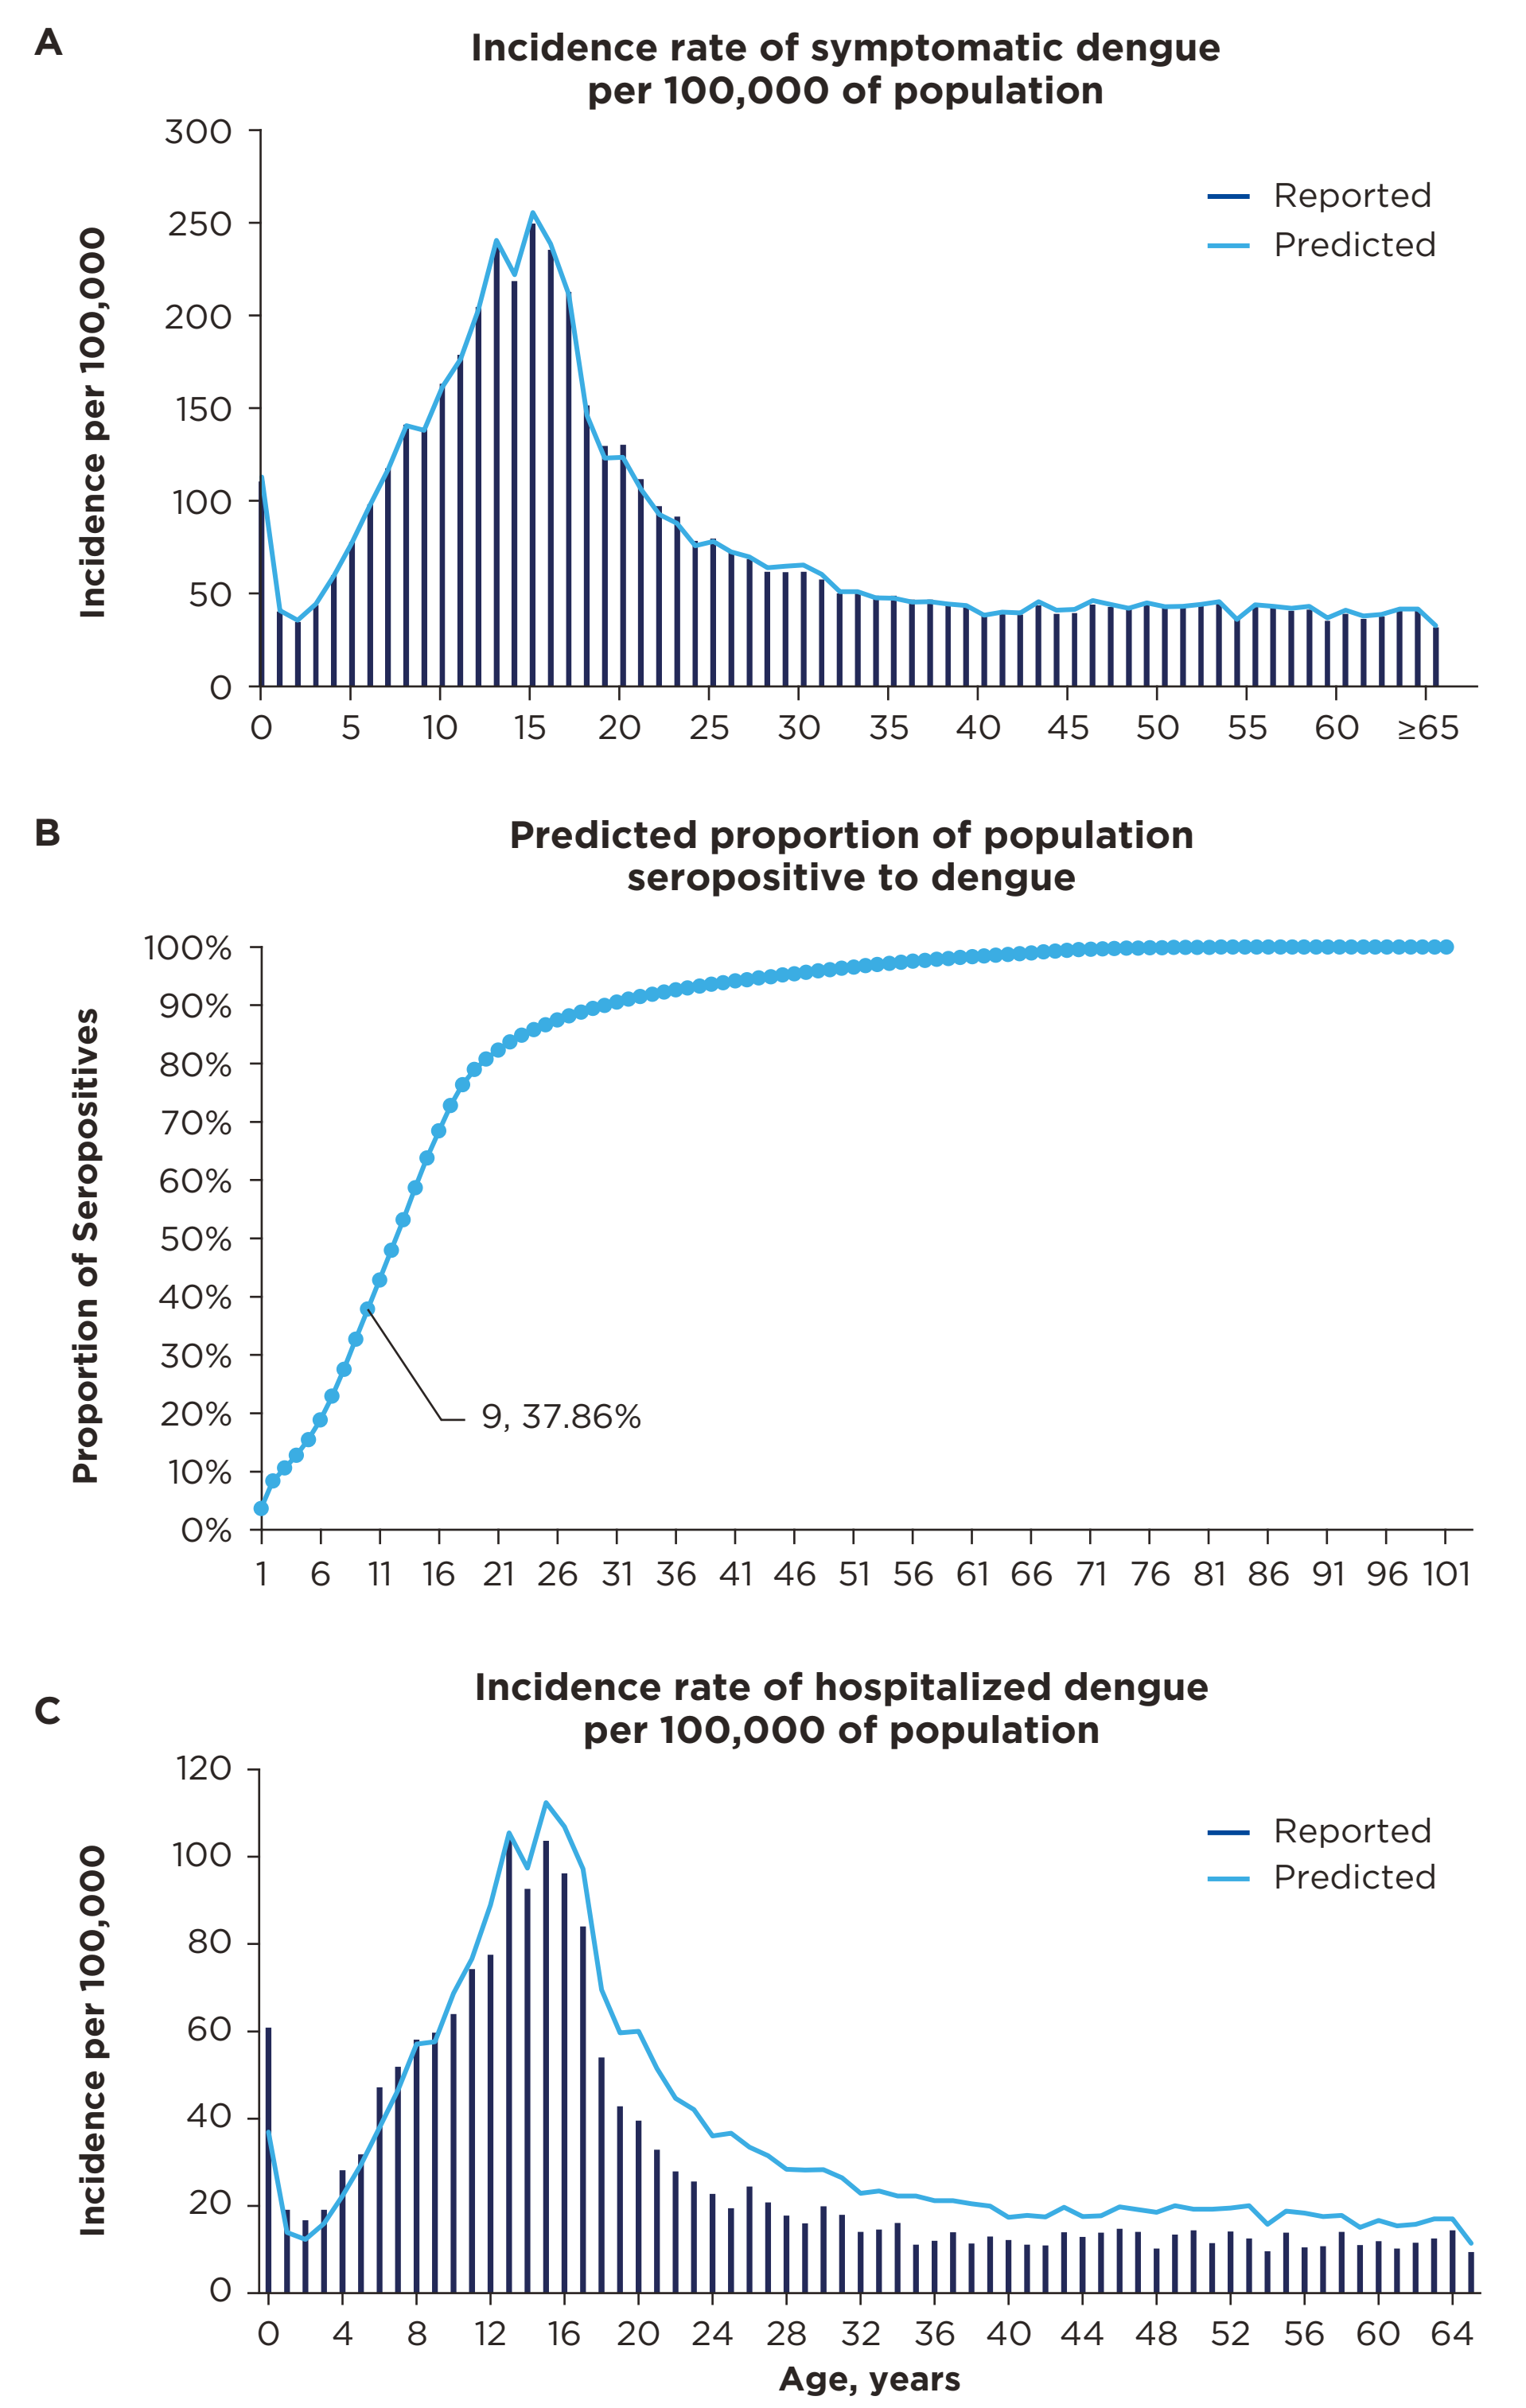 A
Incidence rate of symptomatic dengue
per 100,000 of population
Incidence per 100,000
300
250
200
150
100
50
0
Reported
Predicted
0 5 10 15 20 25 30 35 40 45 50 55 60 ≥65
B
Predicted proportion of population
seropositive to dengue
Proportion of Seropositives
100%
90%
80%
70%
60%
50%
40%
30%
20%
10%
0%
9, 37.86%
1 6 11 16 21 26 31 36 41 46 51 56 61 66 71 76 81 86 91 96 101
C
Incidence rate of hospitalized dengue
per 100,000 of population
Incidence per 100,000
120
100
80
60
40
20
0
Reported
Predicted
0 4 8 12 16 20 24 28 32 36 40 44 48 52 56 60 64
Age, years